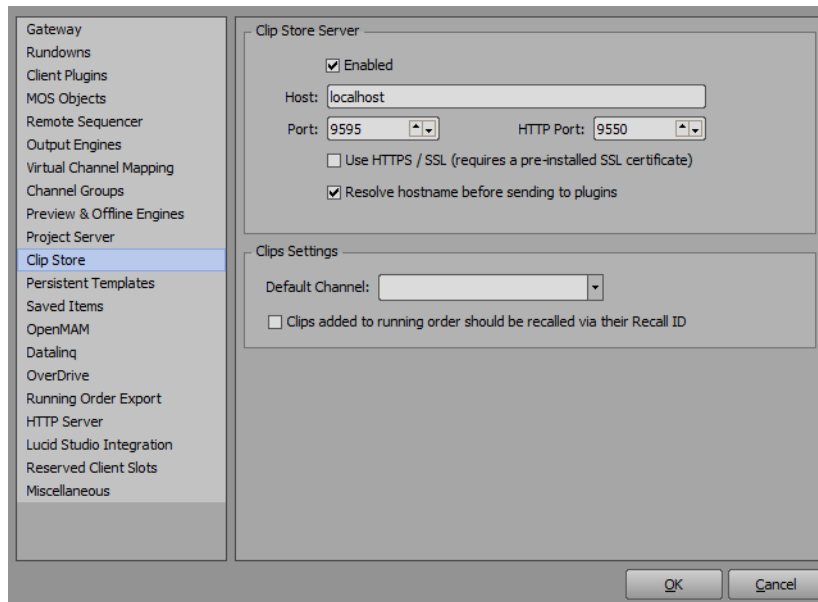 Gateway
Rundowns
Client Plugins
MOS Objects
Remote Sequencer
Output Engines
Virtual Channel Mapping
Channel Groups
Preview & Offline Engines
Project Server
Clip Store
Persistent Templates
Saved Items
OpenMAM
Datalinq
OverDrive
Running Order Export
HTTP Server
Lucid Studio Integration
Reserved Client Slots
Miscellaneous
Clip Store Server
Enabled
Host: localhost
Port: 9595 HTTP Port: 9550
Use HTTPS / SSL (requires a pre-installed SSL certificate)
Resolve hostname before sending to plugins
Clips Settings
Default Channel:
Clips added to running order should be recalled via their Recall ID
OK Cancel